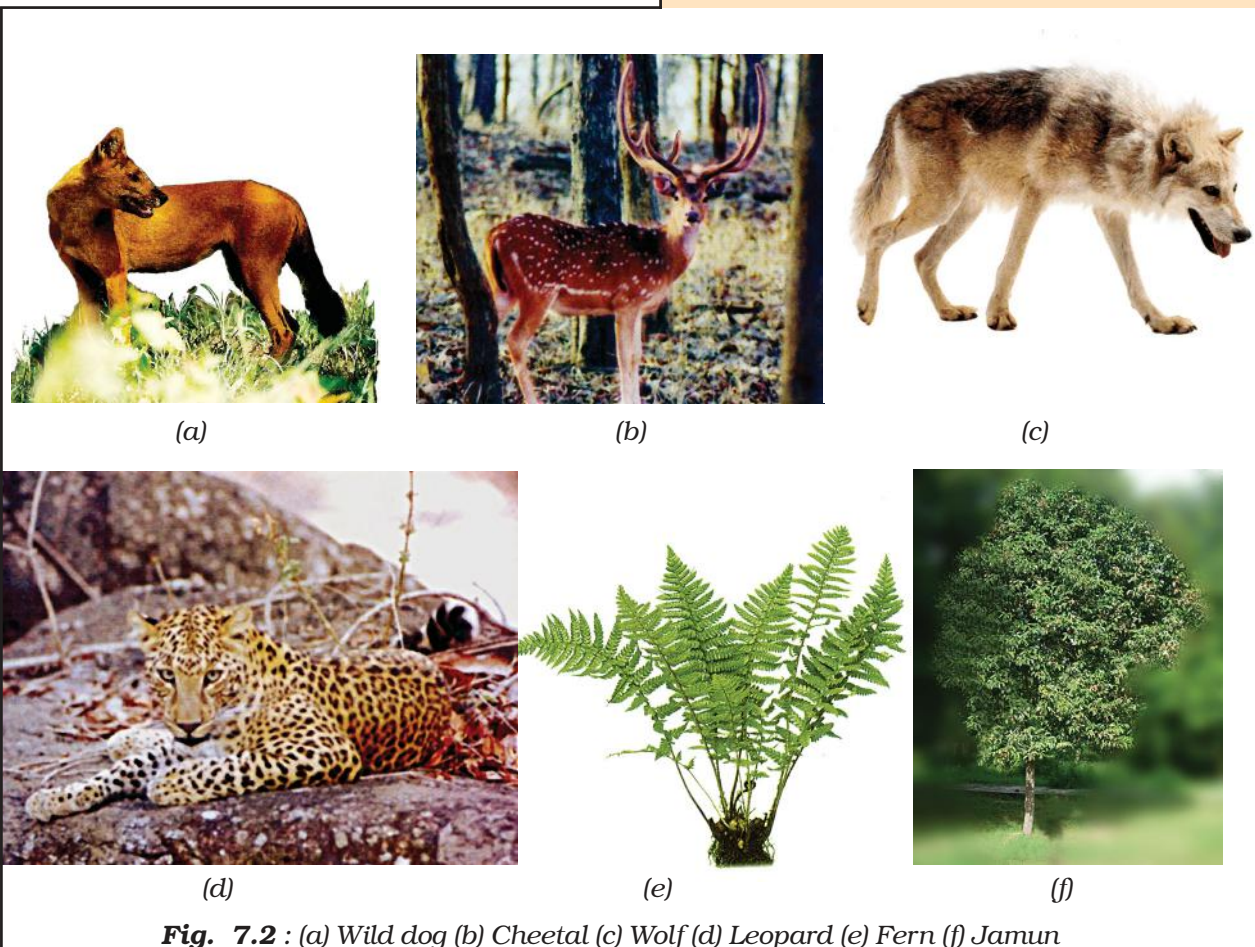 (a)
(b)
(c)
(d)
(e)
(f)
Fig. 7.2 : (a) Wild dog (b) Cheetal (c) Wolf (d) Leopard (e) Fern (f) Jamun